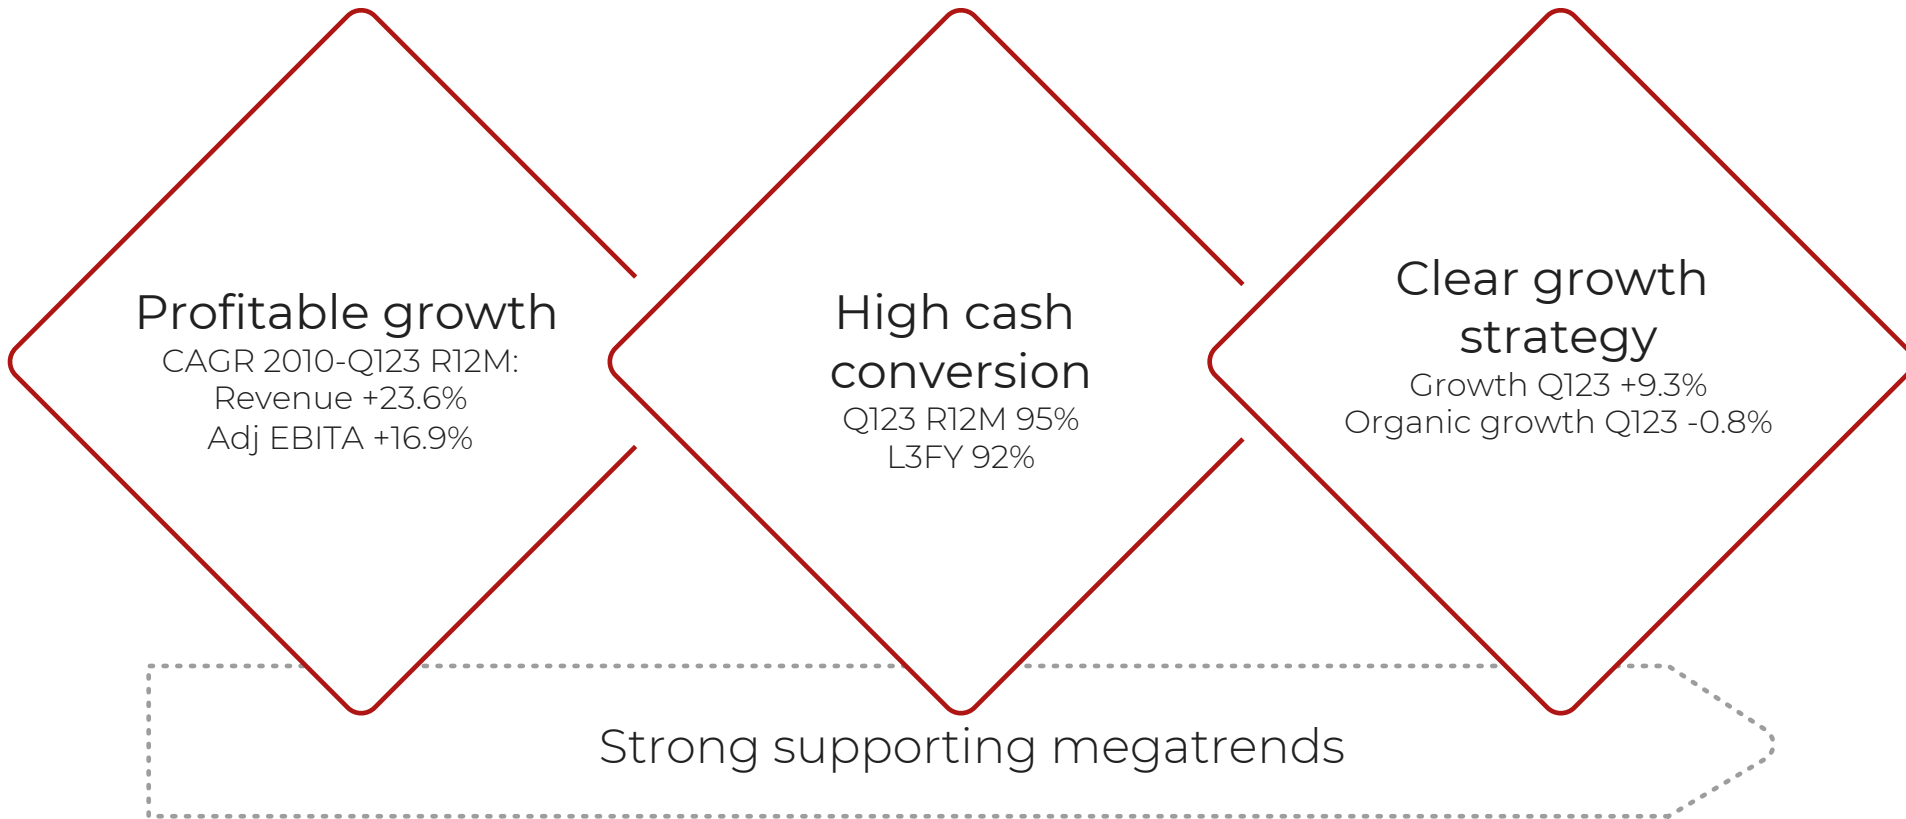 Profitable growth
CAGR 2010-Q123 R12M:
Revenue +23.6%
Adj EBITA +16.9%
High cash
conversion
Q123 R12M 95%
L3FY 92%
Clear growth
strategy
Growth Q123 +9.3%
Organic growth Q123 -0.8%
Strong supporting megatrends